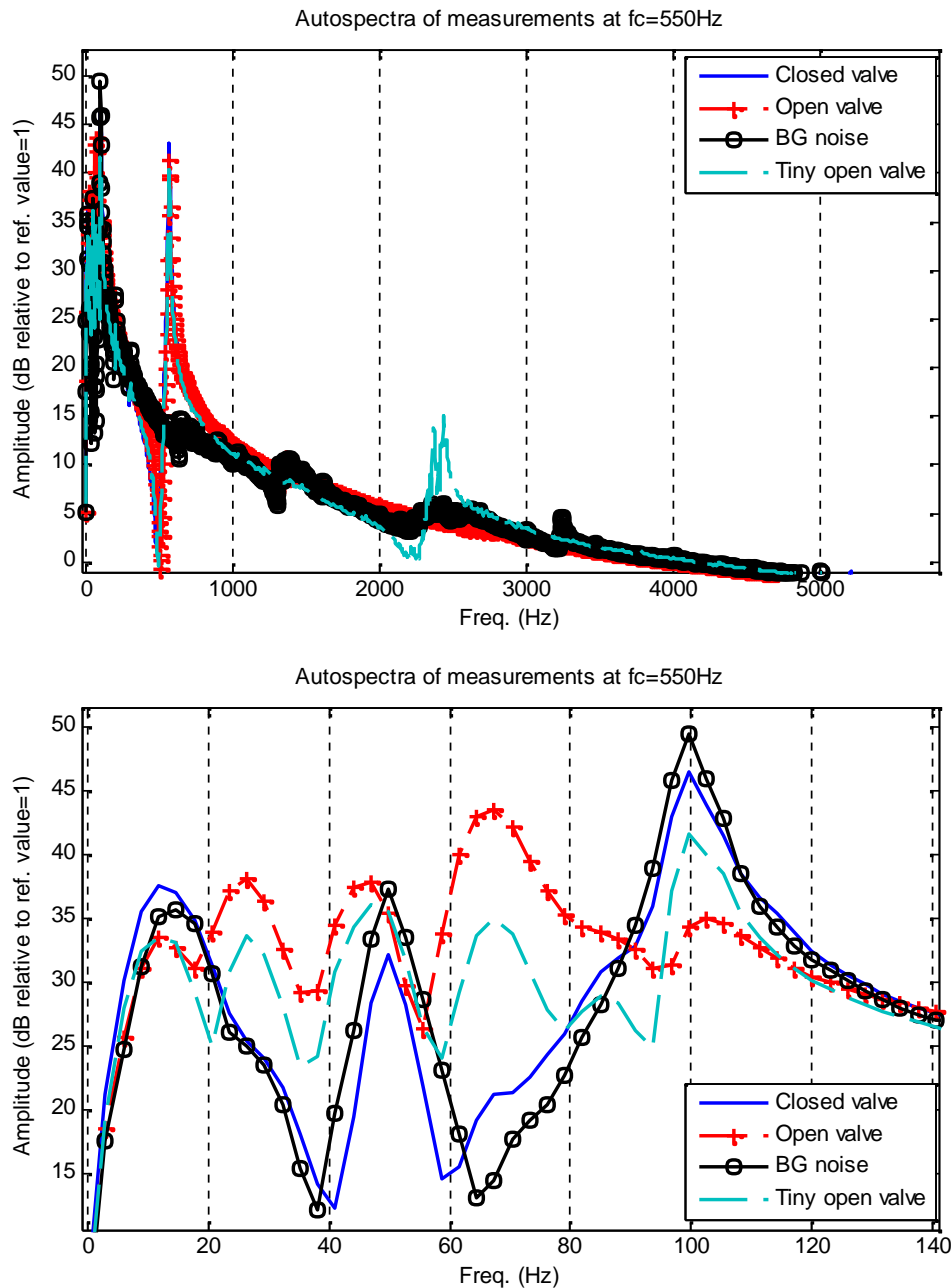 Autospectra of measurements at fc=550Hz
50
45
40
35
30
25
20
15
10
5
0
Amplitude (dB relative to ref. value=1)
Closed valve
Open valve
BG noise
Tiny open valve
0 1000 2000 3000 4000 5000
Freq. (Hz)
Autospectra of measurements at fc=550Hz
50
45
40
35
30
25
20
15
Amplitude (dB relative to ref. value=1)
Closed valve
Open valve
BG noise
Tiny open valve
0 20 40 60 80 100 120 140
Freq. (Hz)